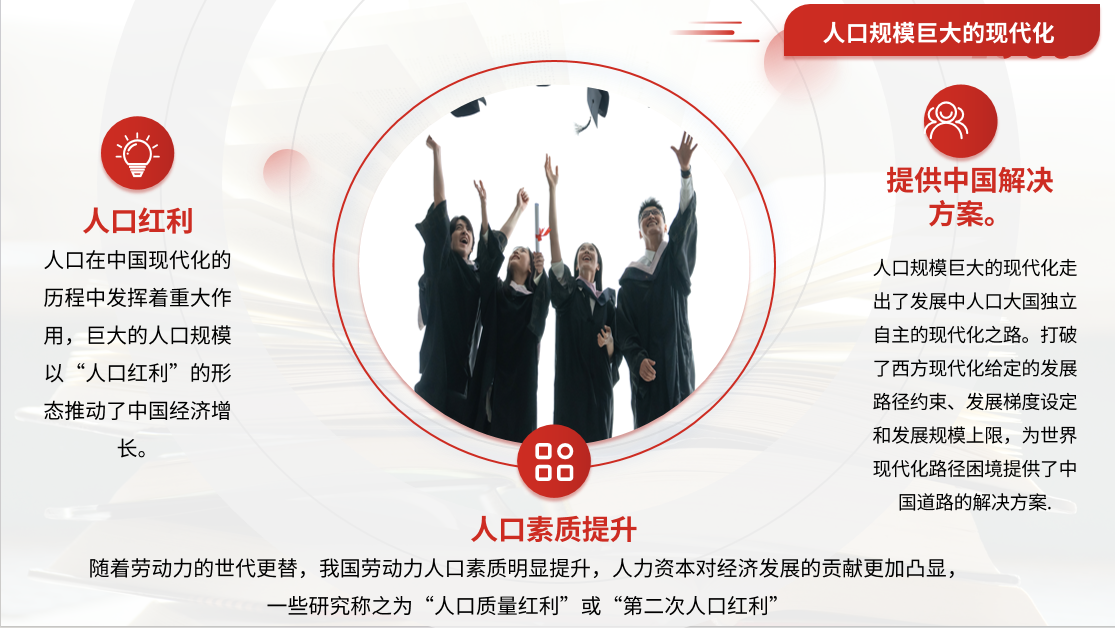 人口规模巨大的现代化
人口红利
人口在中国现代化的
历程中发挥着重大作
用，巨大的人口规模
以“人口红利”的形
态推动了中国经济增
长。
提供中国解决
方案。
人口规模巨大的现代化走
出了发展中人口大国独立
自主的现代化之路。打破
了西方现代化给定的发展
路径约束、发展梯度设定
和发展规模上限，为世界
现代化路径困境提供了中
国道路的解决方案.
人口素质提升
随着劳动力的世代更替，我国劳动力人口素质明显提升，人力资本对经济发展的贡献更加凸显，
一些研究称之为“人口质量红利”或“第二次人口红利”